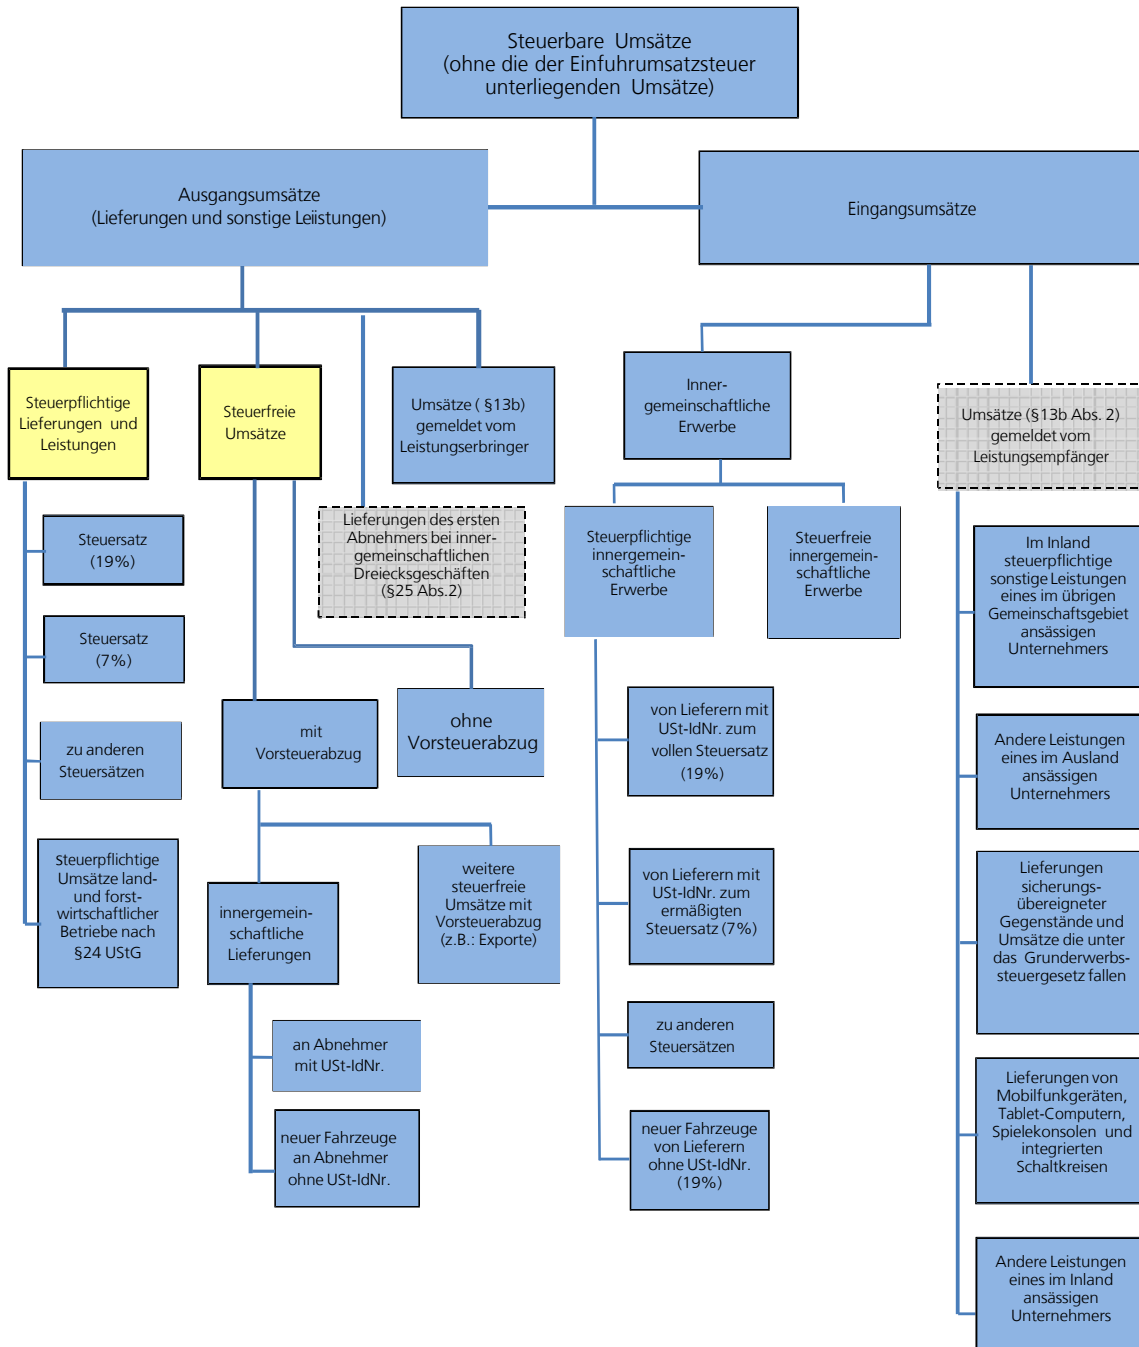 Steuerbare Umsätze
(ohne die der Einfuhrumsatzsteuer
unterliegenden Umsätze)
Ausgangsumsätze
(Lieferungen und sonstige Leiistungen)
Eingangsumsätze
Steuerpflichtige
Lieferungen und
Leistungen
Steuerfreie
Umsätze
Umsätze ( §13b)
gemeldet vom
Leistungserbringer
Inner-
gemeinschaftliche
Erwerbe
Umsätze (§13b Abs. 2)
gemeldet vom
Leistungsempfänger
Lieferungen des ersten
Abnehmers bei inner-
gemeinschaftlichen
Dreiecksgeschäften
(§25 Abs.2)
Steuersatz
(19%)
Steuersatz
(7%)
zu anderen
Steuersätzen
Steuerpflichtige
Umsätze land-
und forst-
wirtschaftlicher
Betriebe nach
§24 UStG
mit
Vorsteuerabzug
ohne
Vorsteuerabzug
innergemein-
schaftliche
Lieferungen
weitere
steuerfreie
Umsätze mit
Vorsteuerabzug
(z.B.: Exporte)
an Abnehmer
mit USt-IdNr.
neuer Fahrzeuge
an Abnehmer
ohne USt-IdNr.
Steuerpflichtige
innergemein-
schaftliche
Erwerbe
Steuerfreie
innergemein-
schaftliche
Erwerbe
von Lieferern mit
USt-IdNr. zum
vollen Steuersatz
(19%)
von Lieferern mit
USt-IdNr. zum
ermäßigten
Steuersatz (7%)
zu anderen
Steuersätzen
neuer Fahrzeuge
von Lieferern
ohne USt-IdNr.
(19%)
Im Inland
steuerpflichtige
sonstige Leistungen
eines im übrigen
Gemeinschaftsgebiet
ansässigen
Unternehmers
Andere Leistungen
eines im Ausland
ansässigen
Unternehmers
Lieferungen
sicherungs-
übereigneter
Gegenstände und
Umsätze die unter
das Grunderwerbs-
steuergesetz fallen
Lieferungen von
Mobilfunkgeräten,
Tablet-Computern,
Spielekonsolen und
integrierten
Schaltkreisen
Andere Leistungen
eines im Inland
ansässigen
Unternehmers